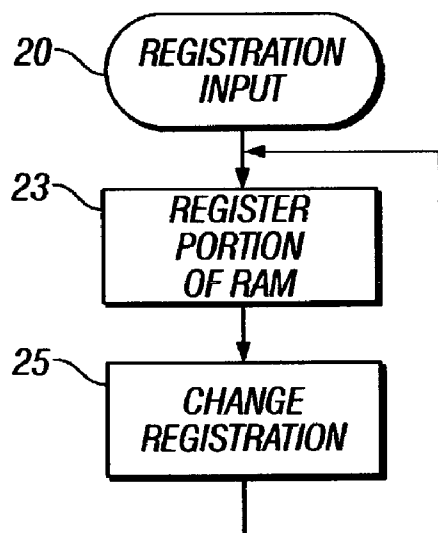 20
REGISTRATION
INPUT
23
REGISTER
PORTION
OF RAM
25
CHANGE
REGISTRATION